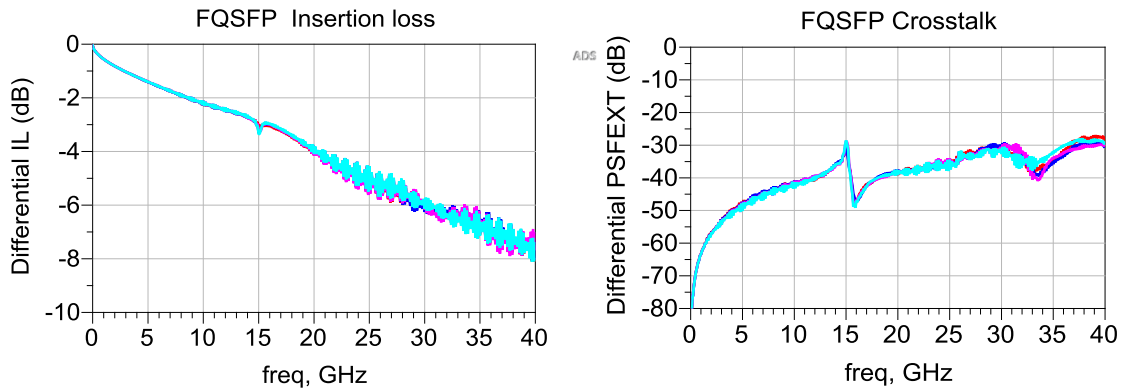 FQSFP  Insertion loss
Differential IL (dB)
0
-2
-4
-6
-8
-10
0 5 10 15 20 25 30 35 40
freq, GHz
ADS
FQSFP Crosstalk
Differential PSFEXT (dB)
0
-10
-20
-30
-40
-50
-60
-70
-80
0 5 10 15 20 25 30 35 40
freq, GHz